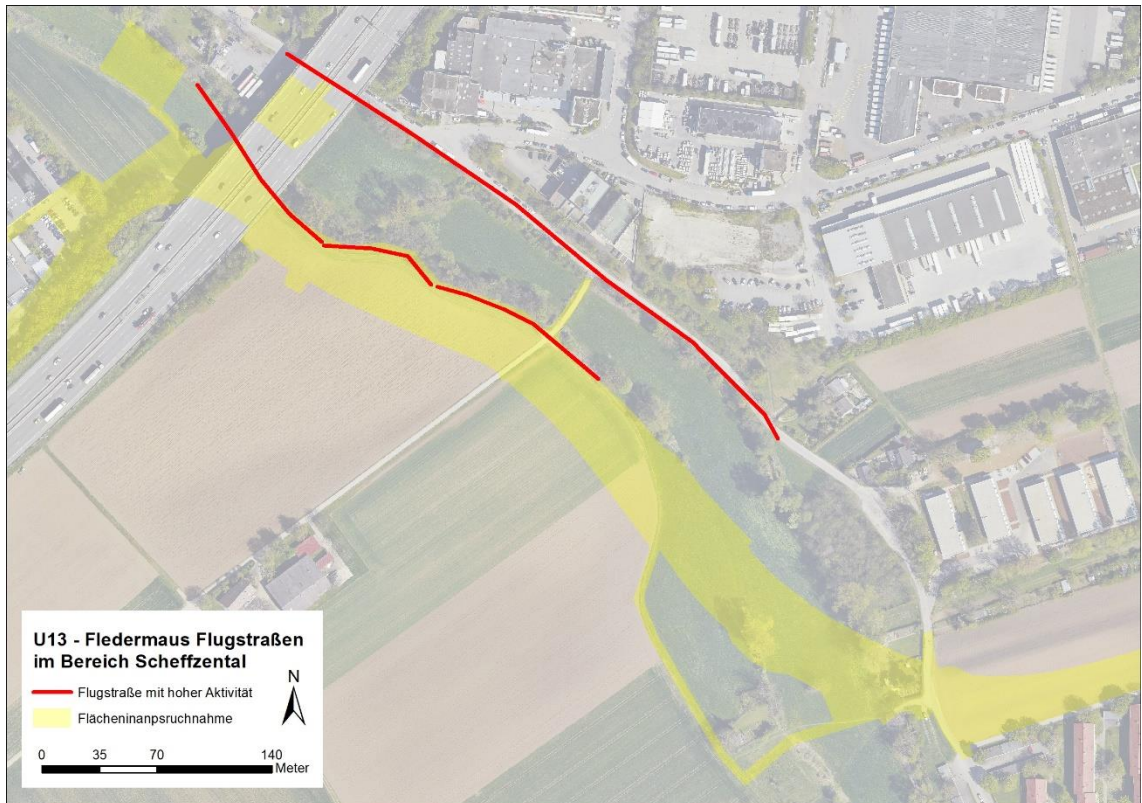 U13 - Fledermaus Flugstraßen
im Bereich Scheffzental
N
Flugstraße mit hoher Aktivität
Flächeninanpsruchnahme
0 35 70 140
Meter